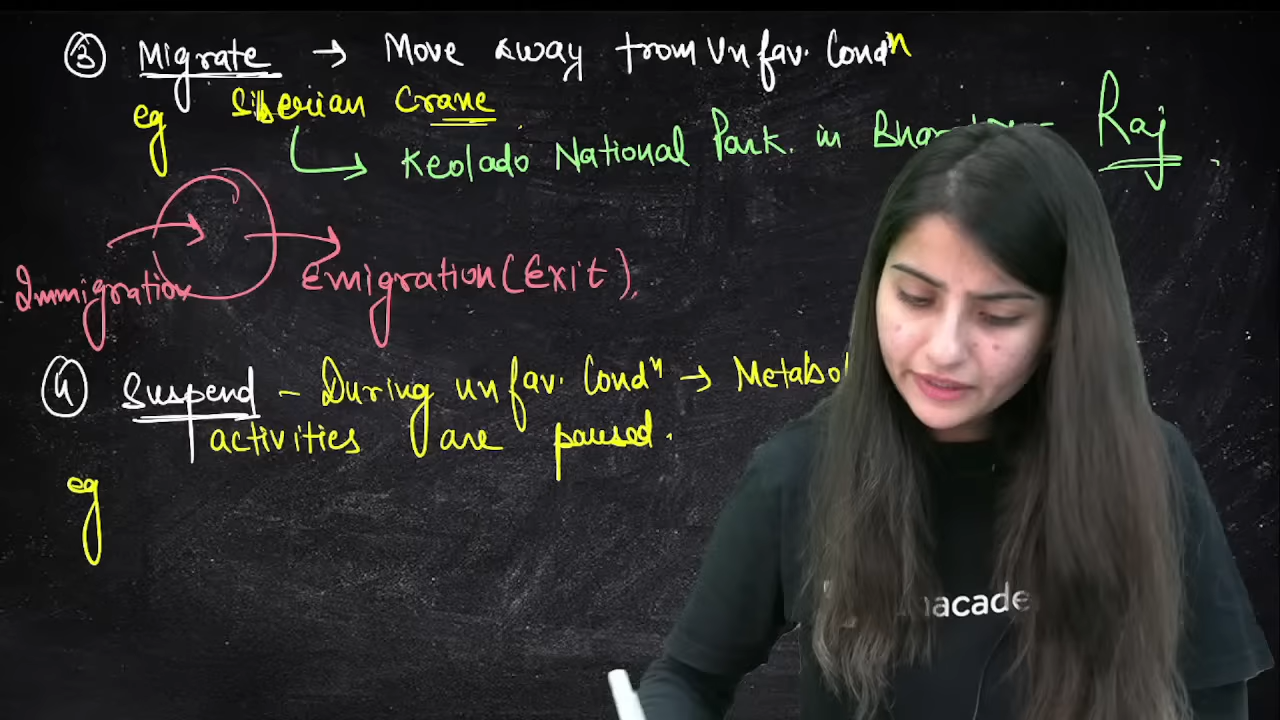 ③ Migrate → Move away from Unfav. Condⁿ
eg Siberian Crane
↳ Keolado National Park. in Raj.
Immigration Emigration (Exit).
④ Suspend - During unfav. Condⁿ →
activities are paused.
eg